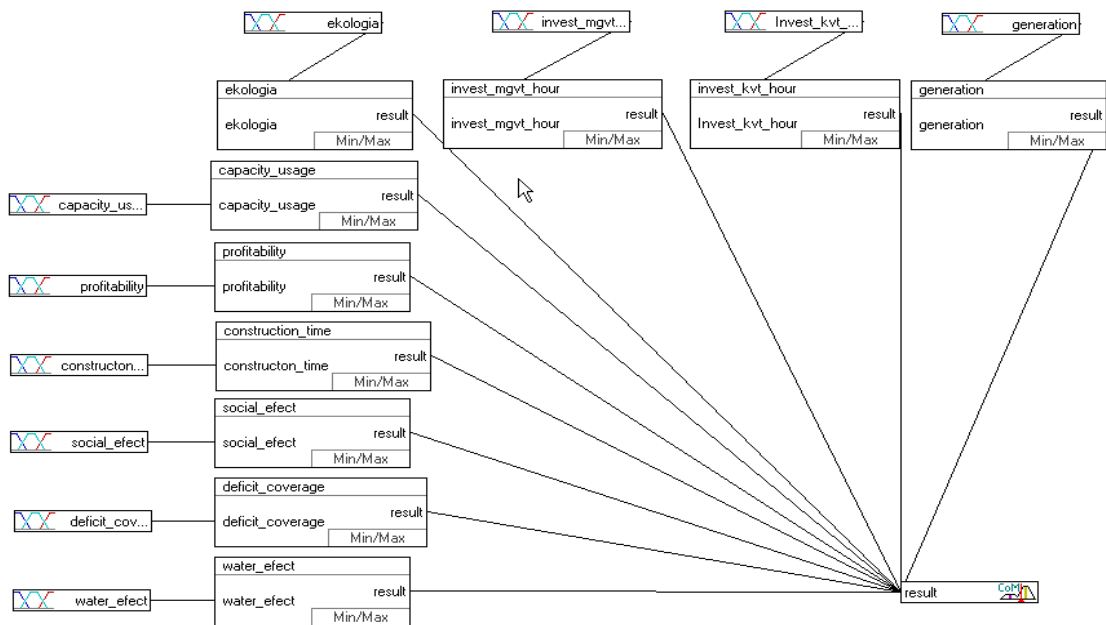 ekologia
invest_mgvt...
Invest_kvt_...
generation
ekologia
result
ekologia
Min/Max
invest_mgvt_hour
result
invest_mgvt_hour
Min/Max
invest_kvt_hour
result
Invest_kvt_hour
Min/Max
generation
result
generation
Min/Max
capacity_us...
capacity_usage
result
capacity_usage
Min/Max
profitability
profitability
result
profitability
Min/Max
constructon...
construction_time
result
constructon_time
Min/Max
social_efect
social_efect
result
social_efect
Min/Max
deficit_cov...
deficit_coverage
result
deficit_coverage
Min/Max
water_efect
water_efect
result
water_efect
Min/Max
result
CoM